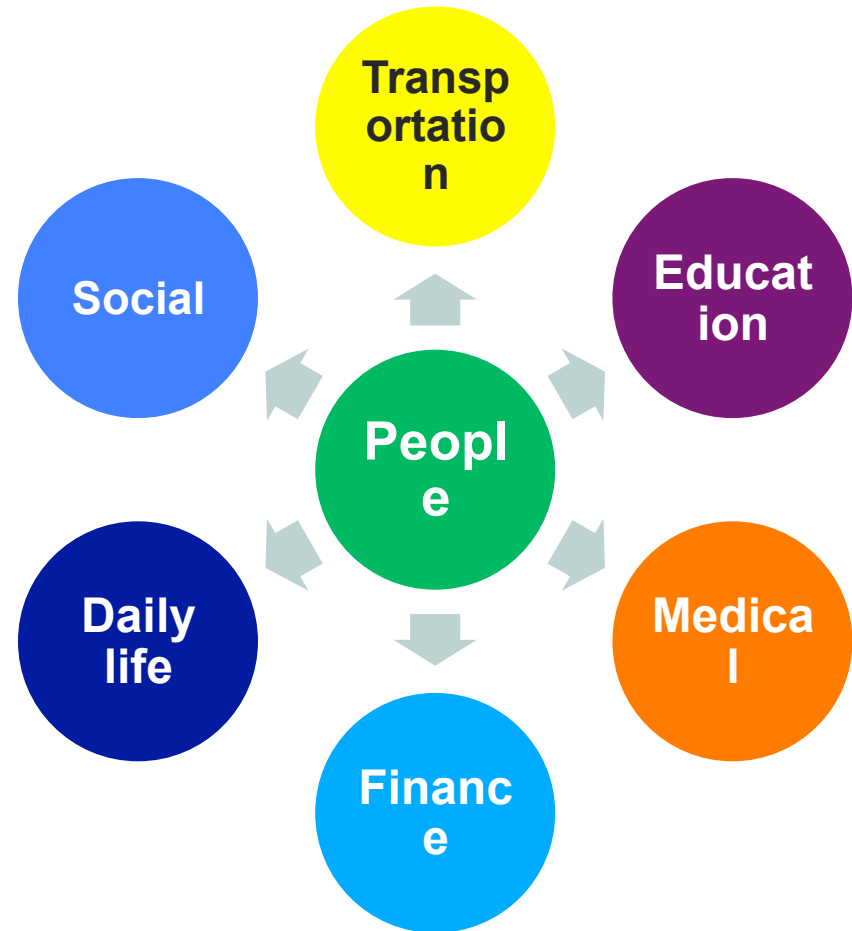 Transp
ortatio
n
Social
Educat
ion
Peopl
e
Daily
life
Medica
l
Financ
e